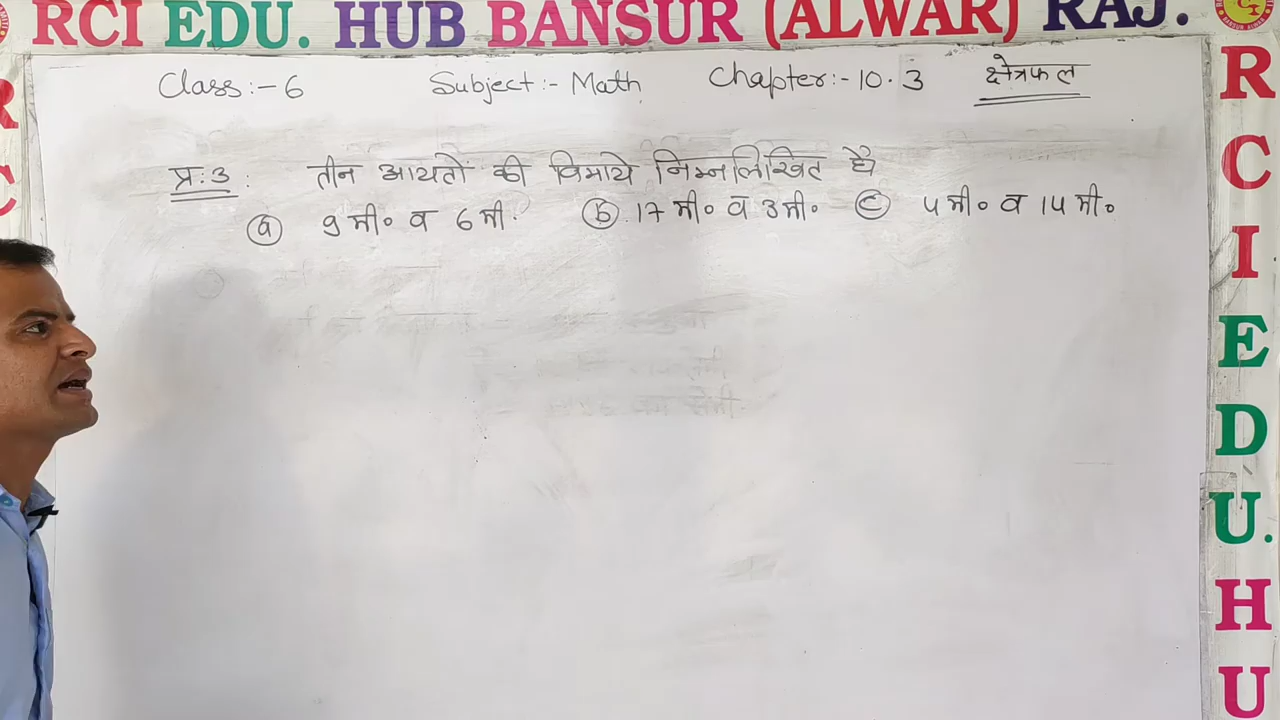 RCI EDU. HUB BANSUR (ALWAR) RAJ.
Class:- 6 Subject:- Math Chapter:- 10.3 क्षेत्रफल
प्र:3 तीन आयतों की विमाये निम्नलिखित है
(a) 9 मी० व 6 मी. (b) 17 मी० व 3 मी० (c) 4 मी० व 14 मी०
R
C
I
E
D
U.
H
U
R
C